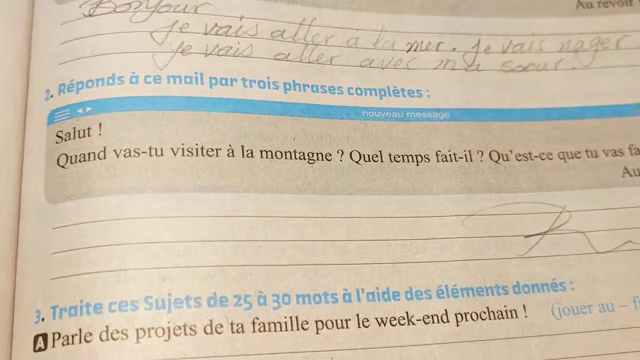 Au revoir
Bonjour
je vais aller à la mer. Je vais nager
je vais aller avec ma soeur.
2. Réponds à ce mail par trois phrases complètes :
nouveau message
Salut !
Quand vas-tu visiter à la montagne ? Quel temps fait-il ? Qu'est-ce que tu vas fa
Au
3. Traite ces Sujets de 25 à 30 mots à l'aide des éléments donnés :
A Parle des projets de ta famille pour le week-end prochain ! (jouer au – f